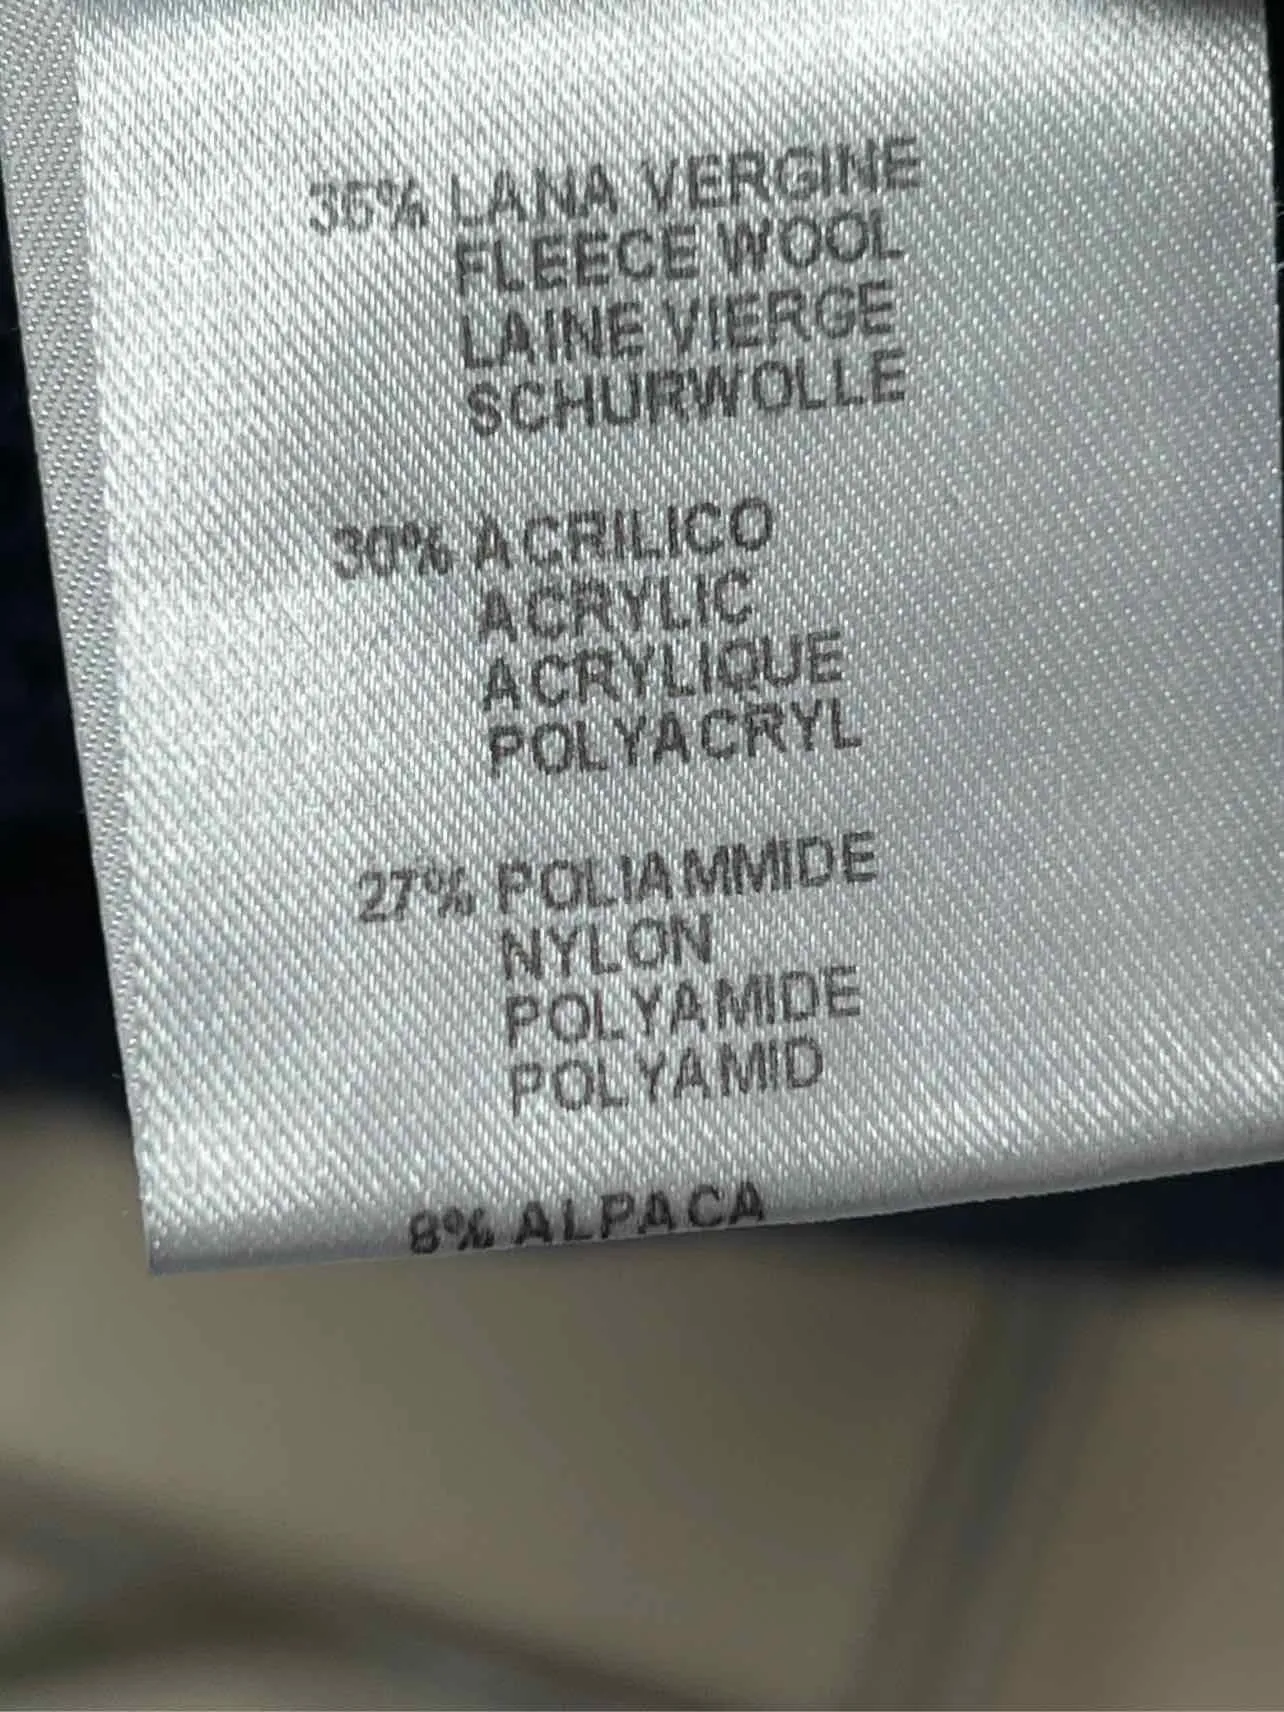 35% LANA VERGINE
FLEECE WOOL
LAINE VIERGE
SCHURWOLLE
30% ACRILICO
ACRYLIC
ACRYLIQUE
POLYACRYL
27% POLIAMMIDE
NYLON
POLYAMIDE
POLYAMID
8% ALPACA